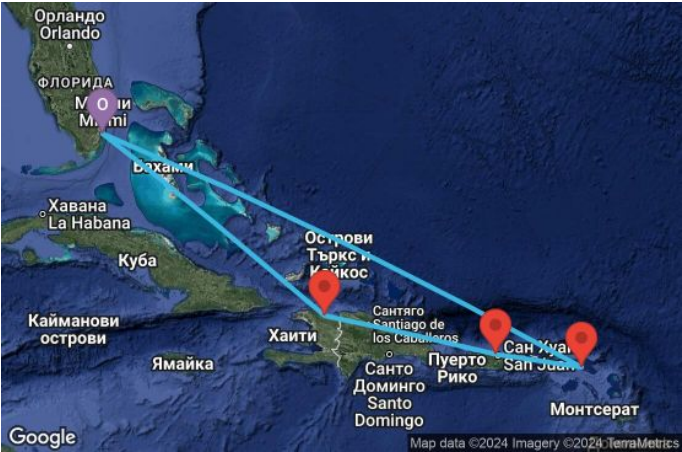 Орландо
Orlando
ФЛОРИДА
O
Miami
Бахами
Хавана
La Habana
Куба
Острови
Търкс и
Кайкос
Кайманови
острови
Ямайка
Хаити
Сантяго
Santiago de
los Caballeros
Санто
Доминго
Santo
Domingo
Пуерто
Рико
Сан Хуан
San Juan
Монтсерат
Google
Map data ©2024 Imagery ©2024 TerraMetrics